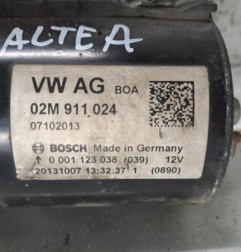 ALTEA
VW AG BOA
02M 911 024
07102013
BOSCH Made in Germany
↑ 0 001 123 038 (039) 12V
20131007 13:32:37 1 (0890)